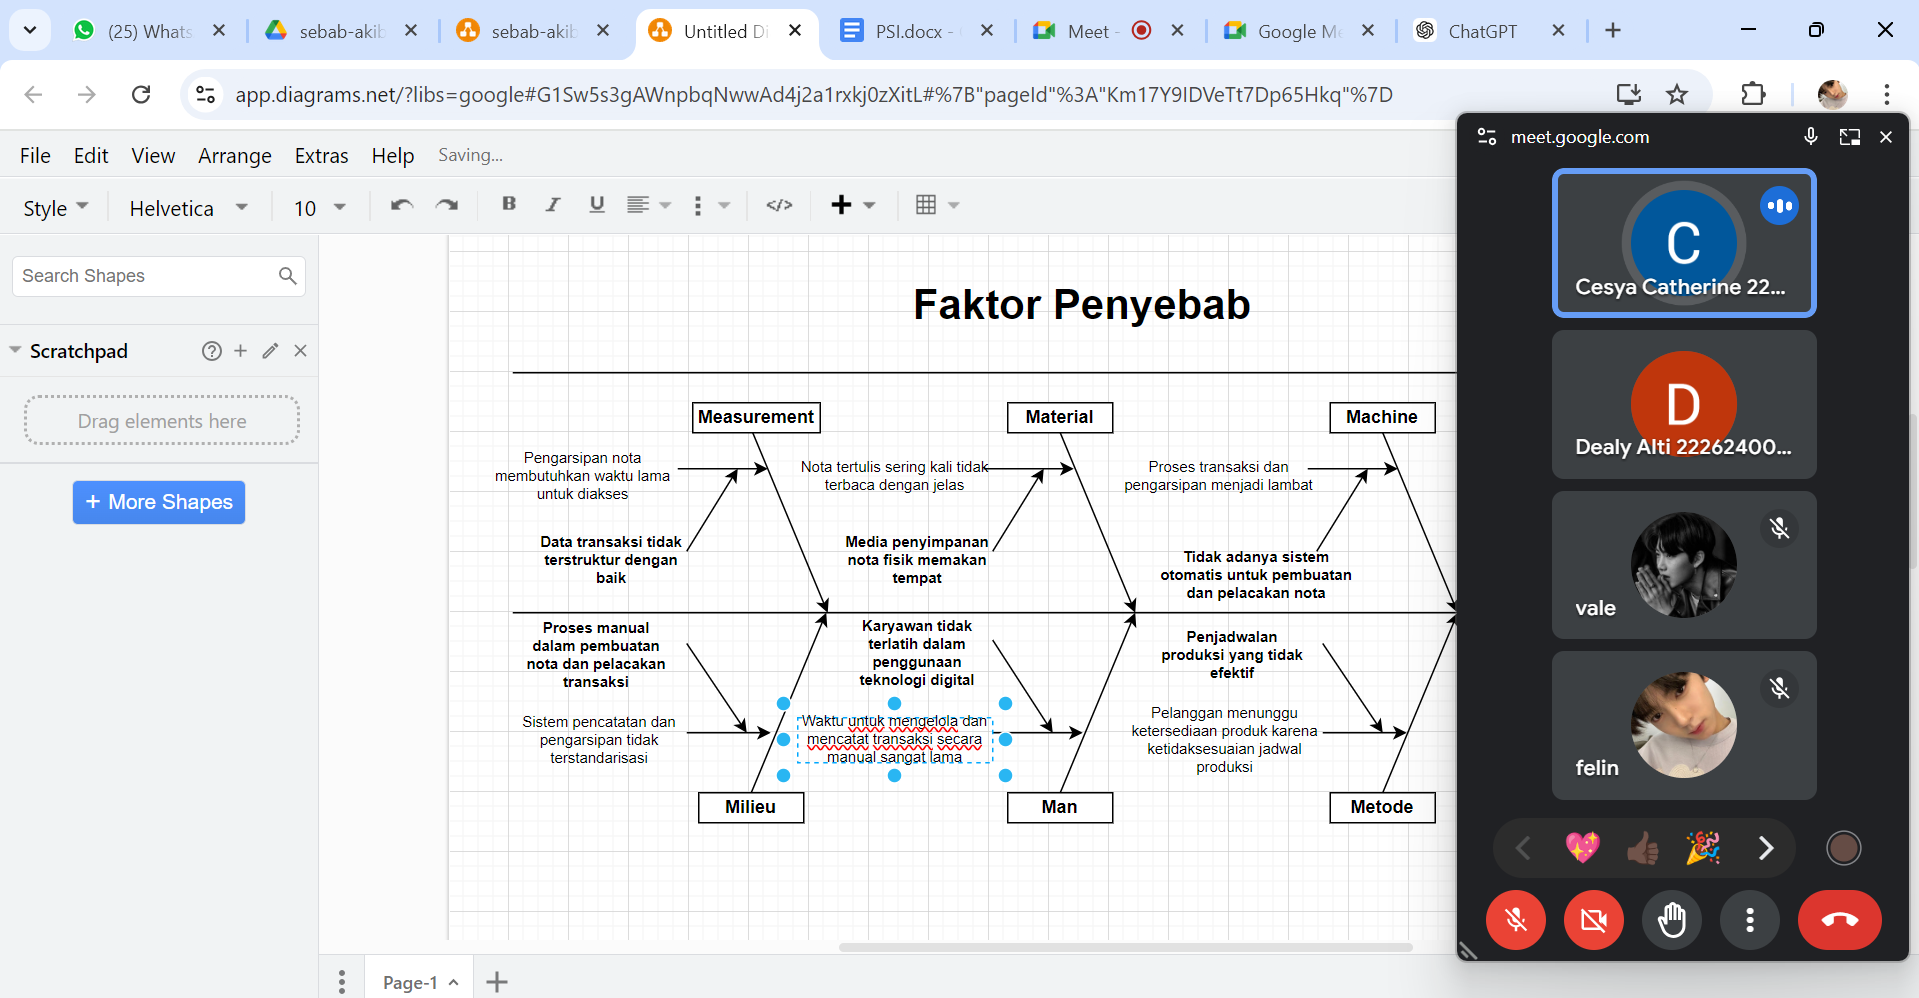 (25) Whats
sebab-akib
sebab-akib
Untitled Di
PSI.docx -
Meet -
Google Me
ChatGPT
app.diagrams.net/?libs=google#G1Sw5s3gAWnpbqNwwAd4j2a1rxkj0zXitL#%7B"pageId"%3A"Km17Y9IDVeTt7Dp65Hkq"%7D
File Edit View Arrange Extras Help Saving...
Style Helvetica 10 B I U </>
Search Shapes
Scratchpad
Drag elements here
+ More Shapes
Faktor Penyebab
Measurement
Material
Machine
Pengarsipan nota
membutuhkan waktu lama
untuk diakses
Nota tertulis sering kali tidak
terbaca dengan jelas
Proses transaksi dan
pengarsipan menjadi lambat
Data transaksi tidak
terstruktur dengan
baik
Media penyimpanan
nota fisik memakan
tempat
Tidak adanya sistem
otomatis untuk pembuatan
dan pelacakan nota
Proses manual
dalam pembuatan
nota dan pelacakan
transaksi
Karyawan tidak
terlatih dalam
penggunaan
teknologi digital
Penjadwalan
produksi yang tidak
efektif
Sistem pencatatan dan
pengarsipan tidak
terstandarisasi
Waktu untuk mengelola dan
mencatat transaksi secara
manual sangat lama
Pelanggan menunggu
ketersediaan produk karena
ketidaksesuaian jadwal
produksi
Milieu
Man
Metode
Page-1
meet.google.com
C
Cesya Catherine 22...
D
Dealy Alti 22262400...
vale
felin